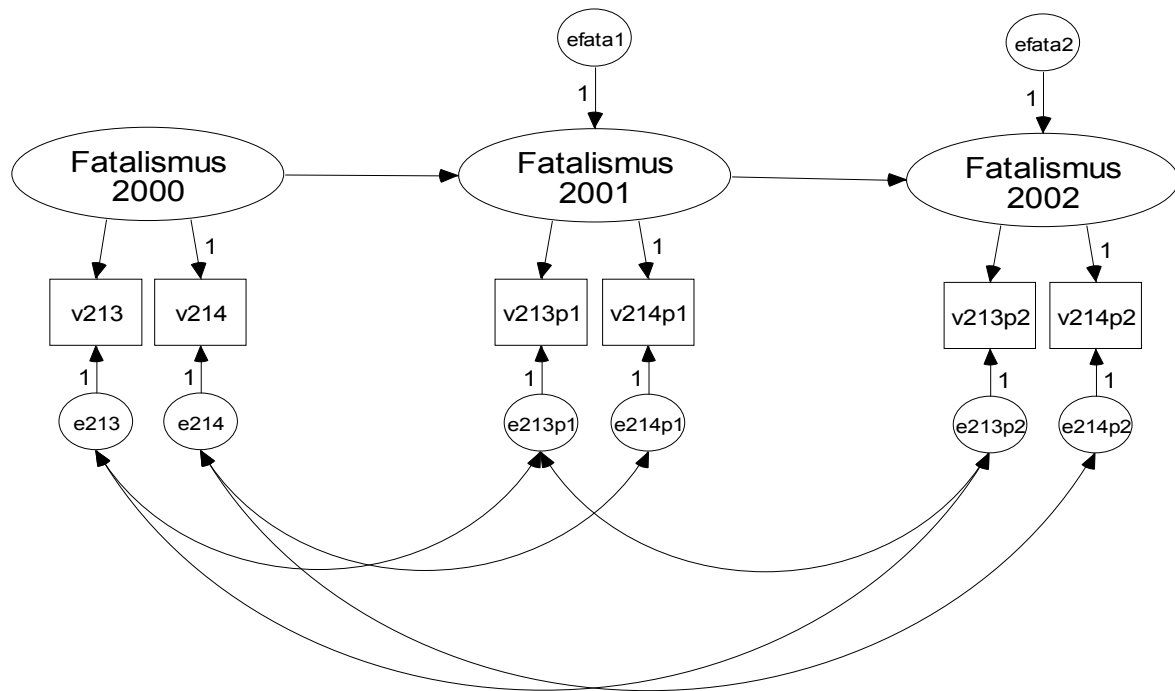 efata1
efata2
1
1
Fatalismus
2000
Fatalismus
2001
Fatalismus
2002
1
1
1
v213
v214
v213p1
v214p1
v213p2
v214p2
1
1
1
1
1
1
e213
e214
e213p1
e214p1
e213p2
e214p2